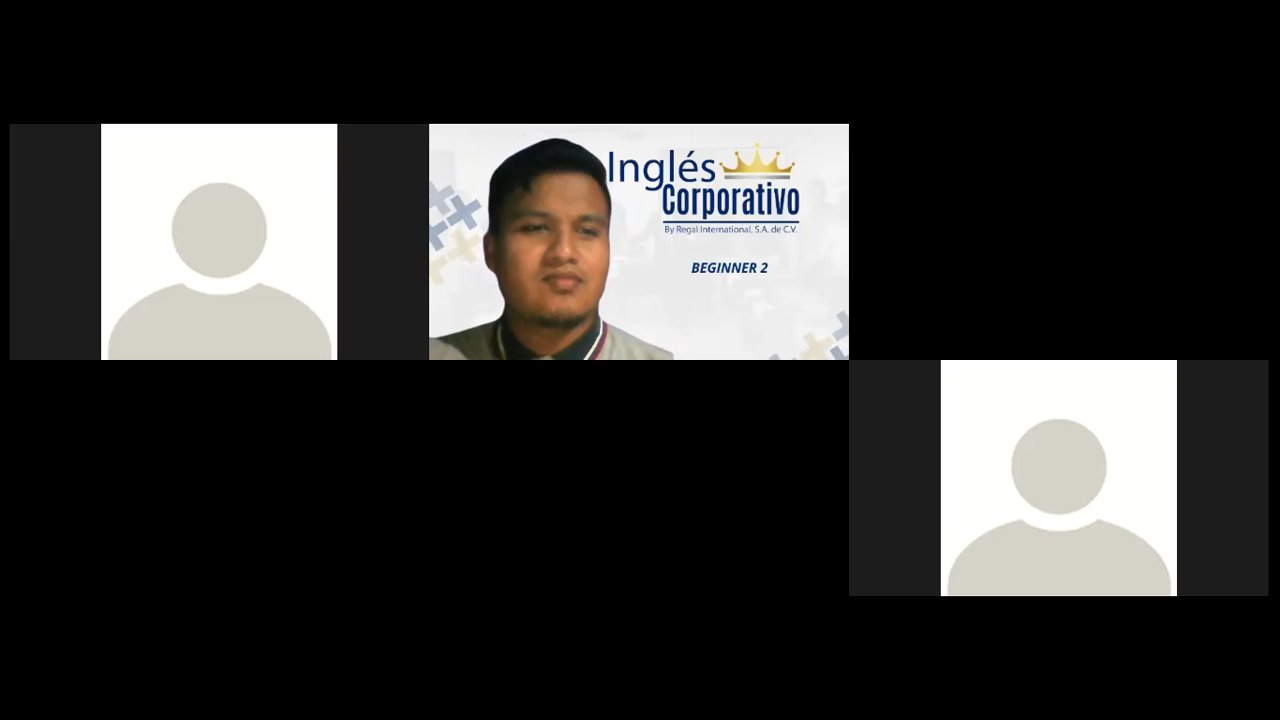 Inglés
Corporativo
By Regal International, S.A. de C.V.
BEGINNER 2